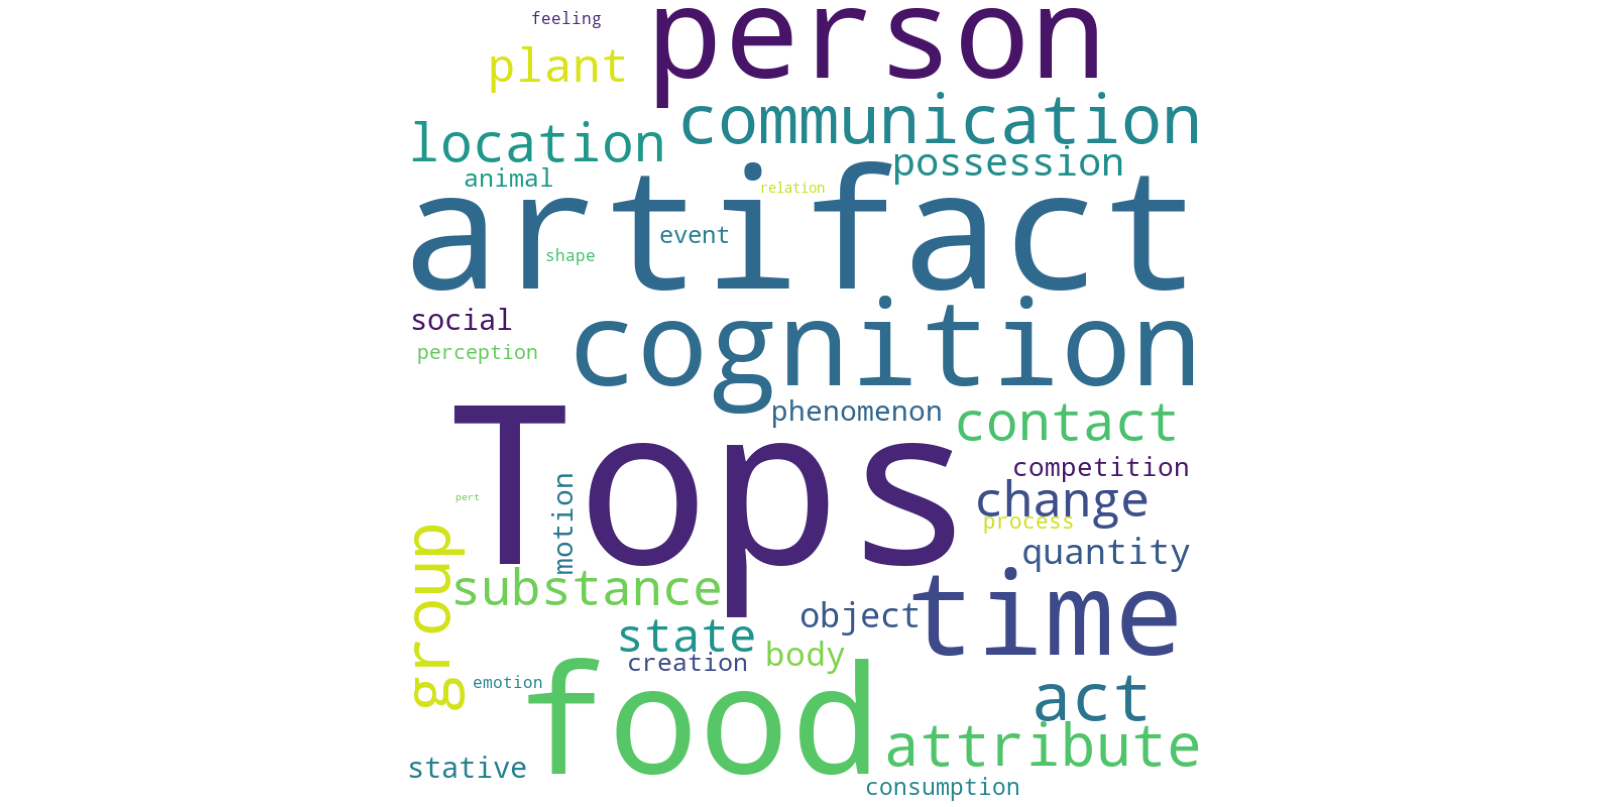 feeling
person
plant
communication
location
possession
animal
relation
artifact
event
shape
cognition
social
perception
Tops
phenomenon
contact
competition
pert
motion
change
process
group
quantity
substance
time
object
state
body
creation
food
emotion
act
attribute
stative
consumption